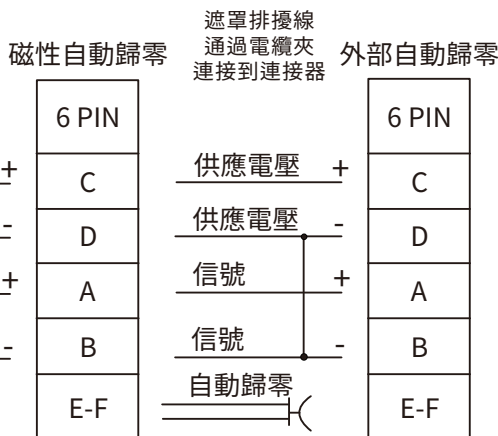 遮罩排擾線
通過電纜夾
連接到連接器
磁性自動歸零
外部自動歸零
6 PIN
6 PIN
+
C
供應電壓
+
C
-
D
供應電壓
-
D
+
A
信號
+
A
-
B
信號
-
B
E-F
自動歸零
E-F